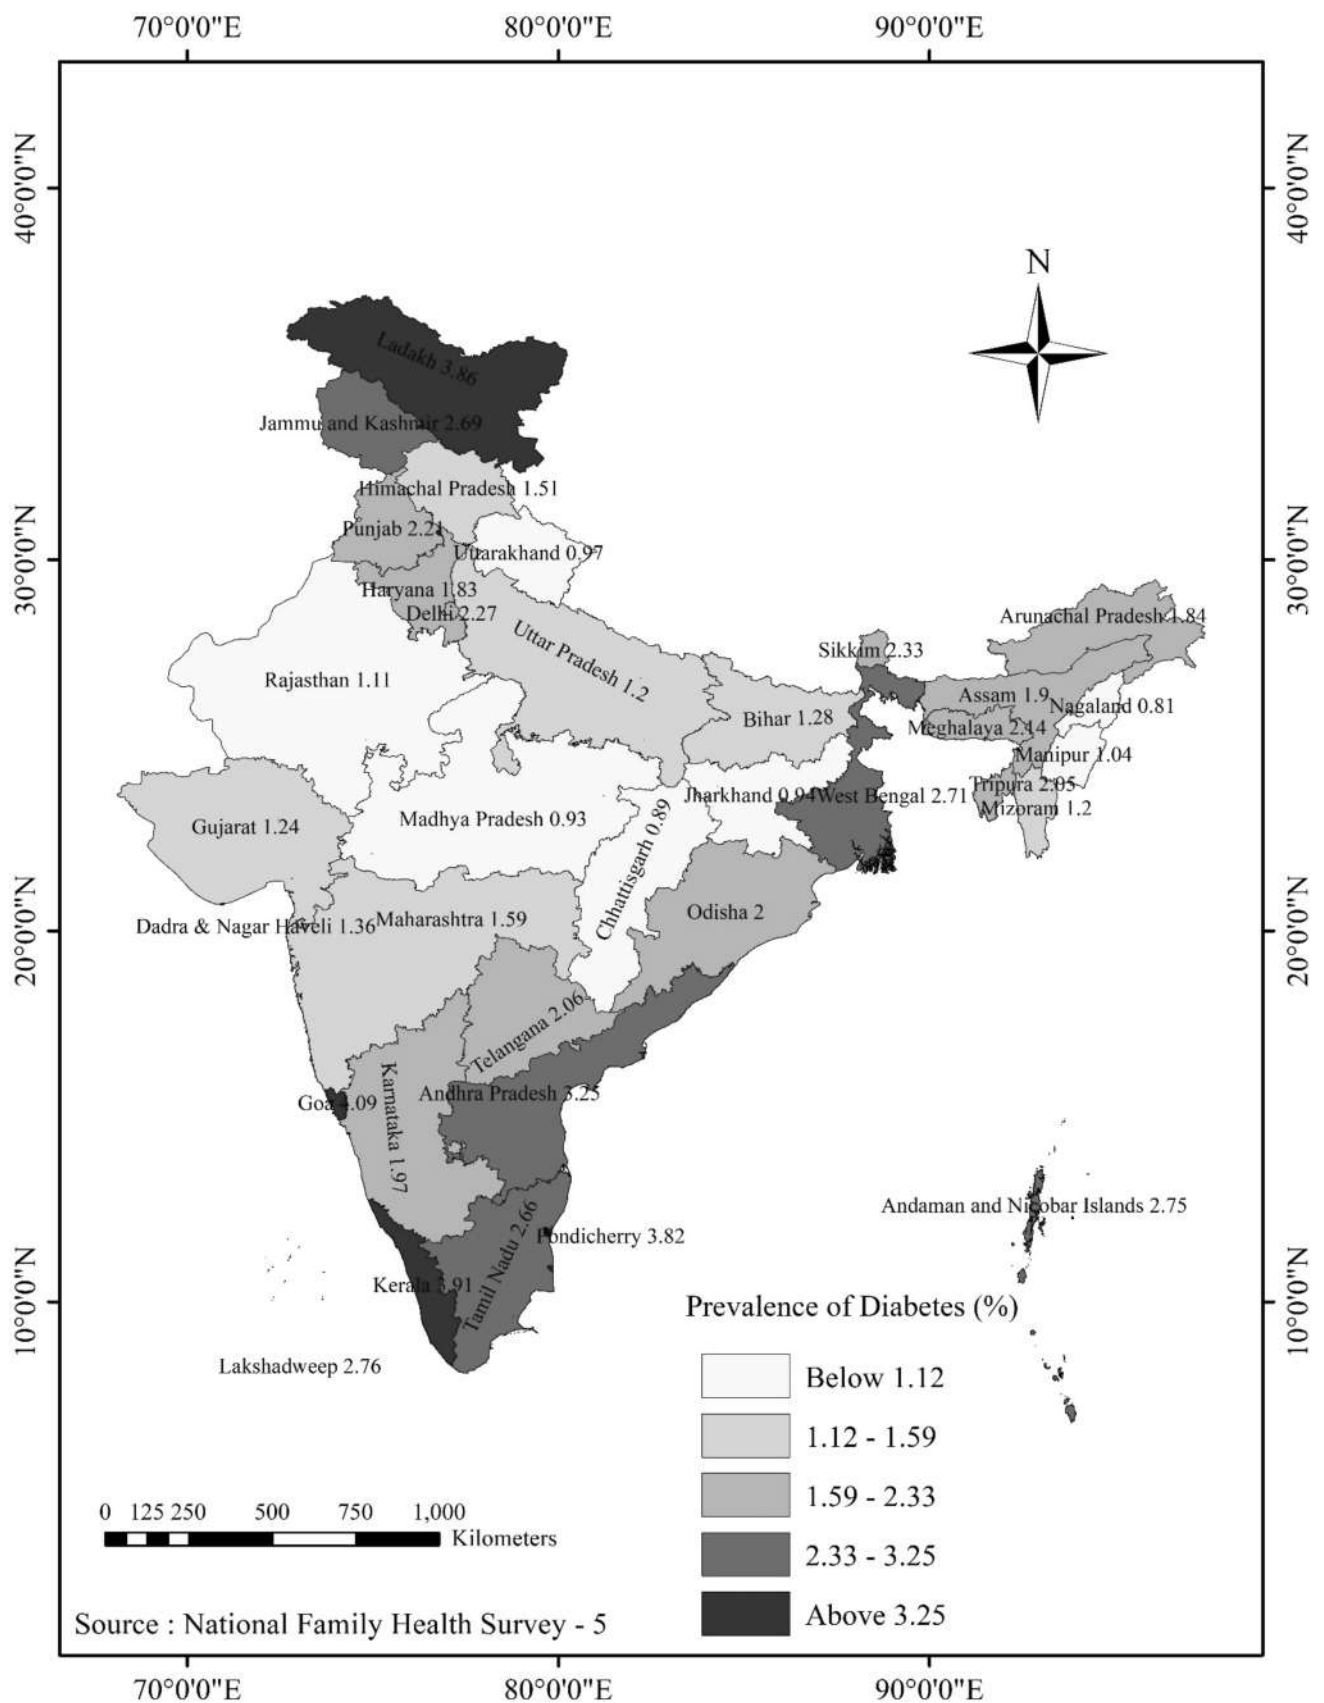 70°0'0"E 80°0'0"E 90°0'0"E
40°0'0"N 40°0'0"N
N
Ladakh 3.86
Jammu and Kashmir 2.69
Himachal Pradesh 1.51
Punjab 2.21
Uttarakhand 0.97
30°0'0"N 30°0'0"N
Haryana 1.83
Delhi 2.27
Arunachal Pradesh 1.84
Uttar Pradesh 1.2
Sikkim 2.33
Rajasthan 1.11
Assam 1.9
Nagaland 0.81
Bihar 1.28
Meghalaya 2.14
Manipur 1.04
Tripura 2.05
Jharkhand 0.94
West Bengal 2.71
Mizoram 1.2
Gujarat 1.24
Madhya Pradesh 0.93
Chhattisgarh 0.89
Odisha 2
Dadra & Nagar Haveli 1.36
Maharashtra 1.59
20°0'0"N 20°0'0"N
Telangana 2.06
Andhra Pradesh 3.25
Goa 4.09
Karnataka 1.97
Andaman and Nicobar Islands 2.75
Pondicherry 3.82
Tamil Nadu 2.66
Kerala 3.91
10°0'0"N 10°0'0"N
Lakshadweep 2.76
Prevalence of Diabetes (%)
Below 1.12
1.12 - 1.59
1.59 - 2.33
2.33 - 3.25
Above 3.25
0 125 250 500 750 1,000
Kilometers
Source : National Family Health Survey - 5
70°0'0"E 80°0'0"E 90°0'0"E